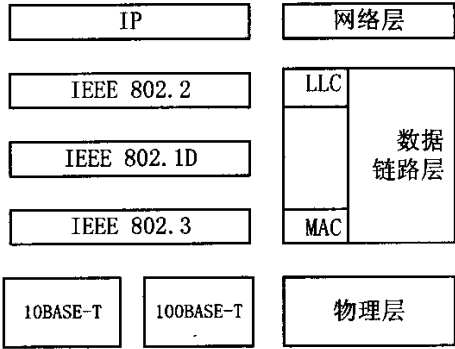 IP
网络层
IEEE 802.2
LLC
IEEE 802.1D
数据
链路层
IEEE 802.3
MAC
10BASE-T
100BASE-T
物理层